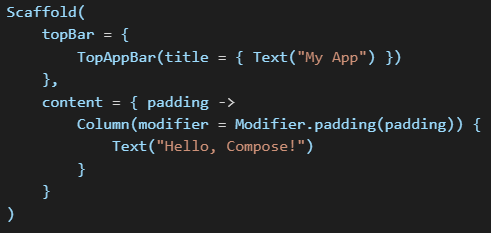 Scaffold(
    topBar = {
        TopAppBar(title = { Text("My App") })
    },
    content = { padding ->
        Column(modifier = Modifier.padding(padding)) {
            Text("Hello, Compose!")
        }
    }
)